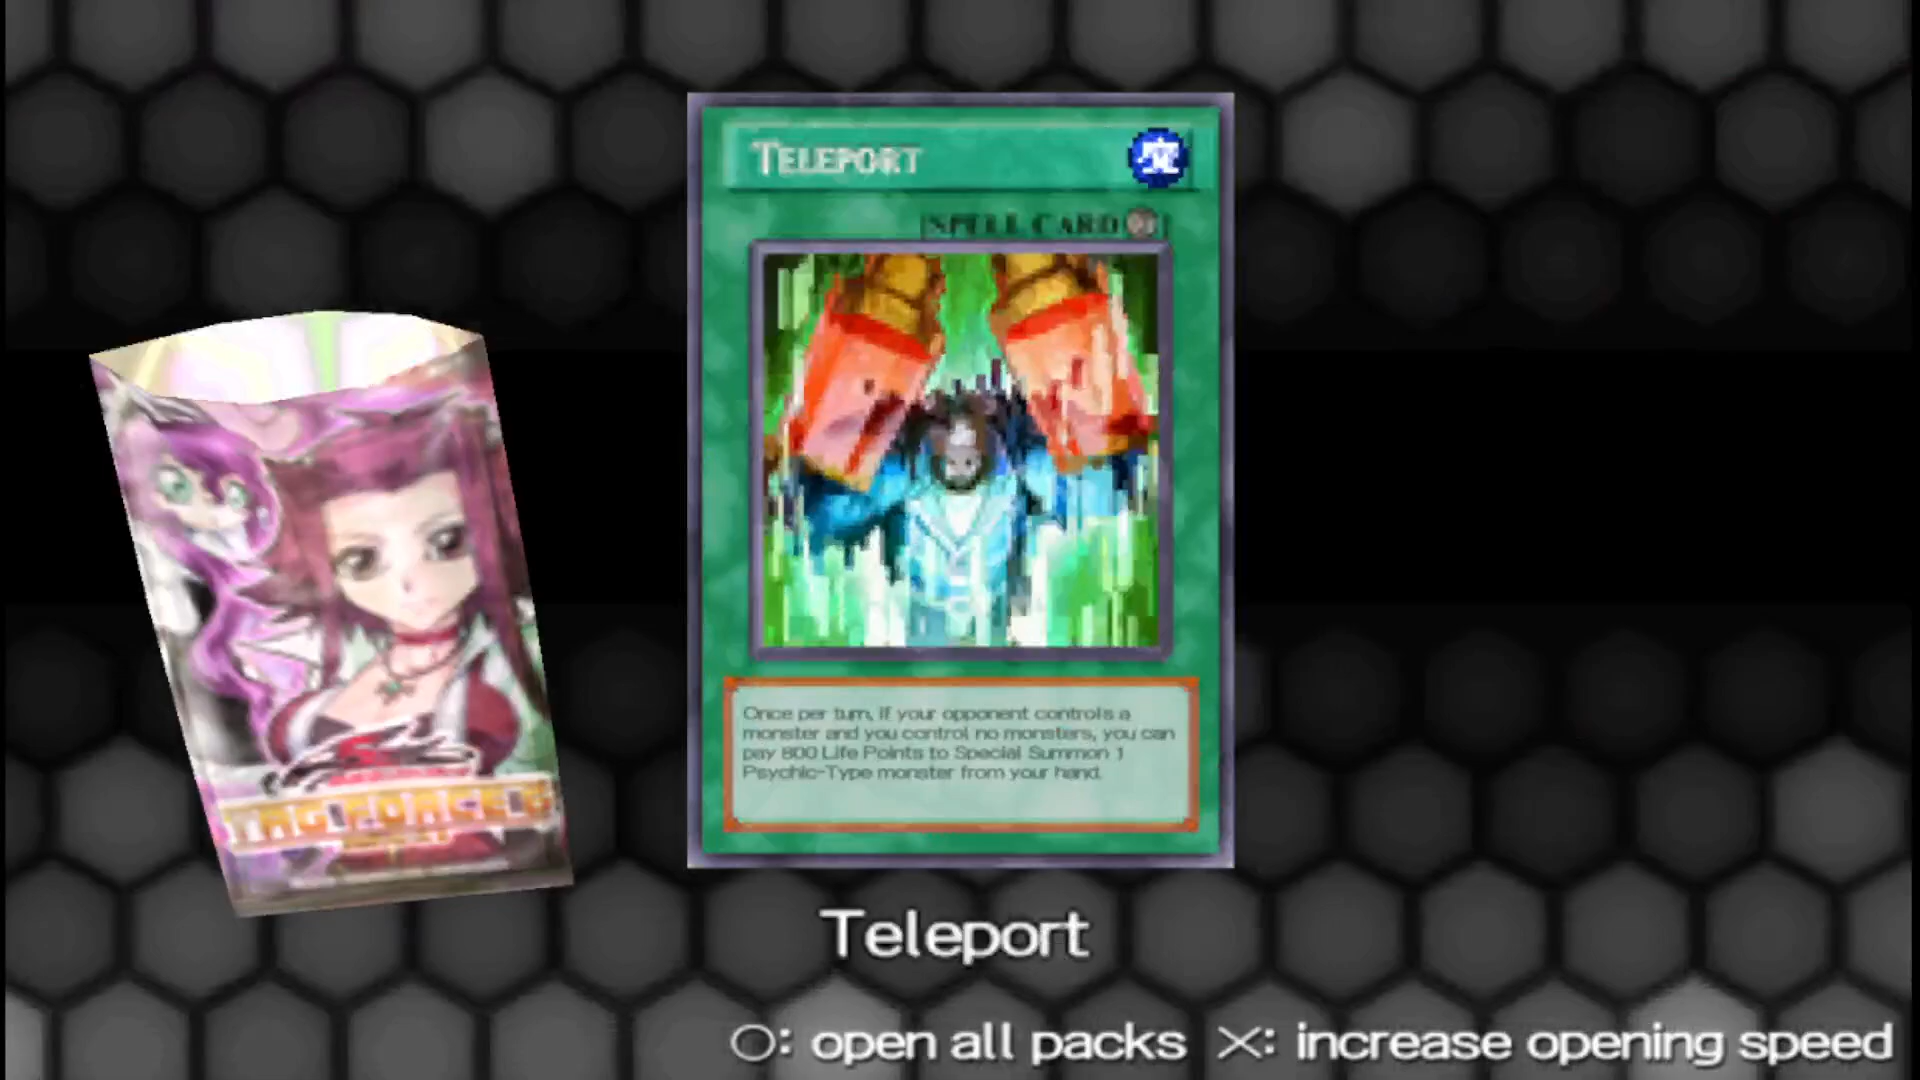 TELEPORT
[SPELL CARD]
Once per turn, if your opponent controls a
monster and you control no monsters, you can
pay 800 Life Points to Special Summon 1
Psychic-Type monster from your hand.
TAG FORCE
Teleport
◯: open all packs ✕: increase opening speed